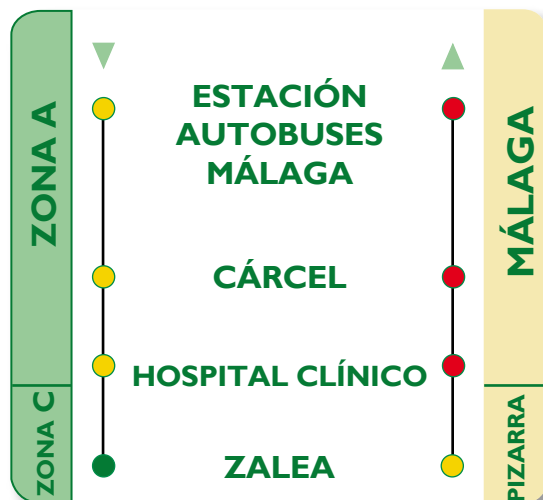 ZONA A
ESTACIÓN
AUTOBUSES
MÁLAGA
MÁLAGA
CÁRCEL
HOSPITAL CLÍNICO
ZONA C
ZALEA
PIZARRA